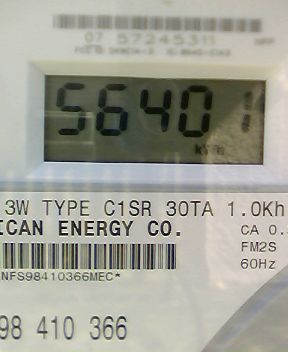 07 57245311
56401
3W TYPE C1SR 30TA 1.0Kh
ICAN ENERGY CO.
CA 0.
FM2S
NFS98410366MEC*
60Hz
98 410 366